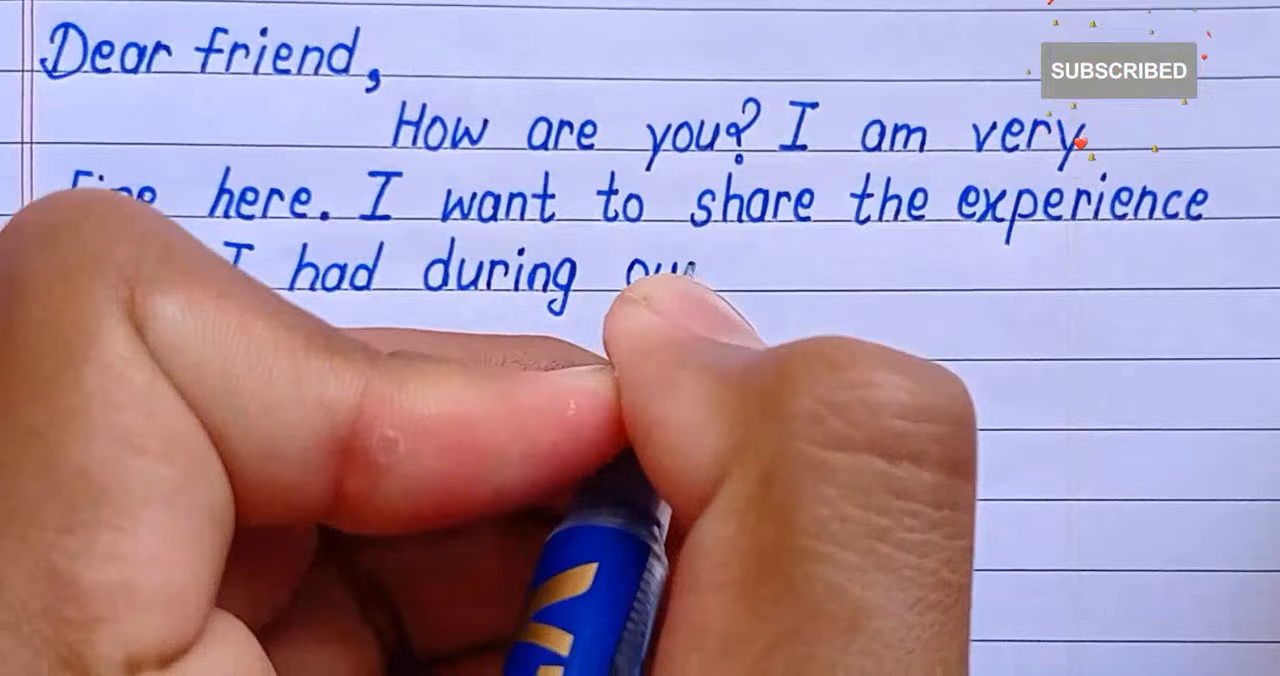 Dear friend,
SUBSCRIBED
How are you? I am very
here. I want to share the experience
I had during